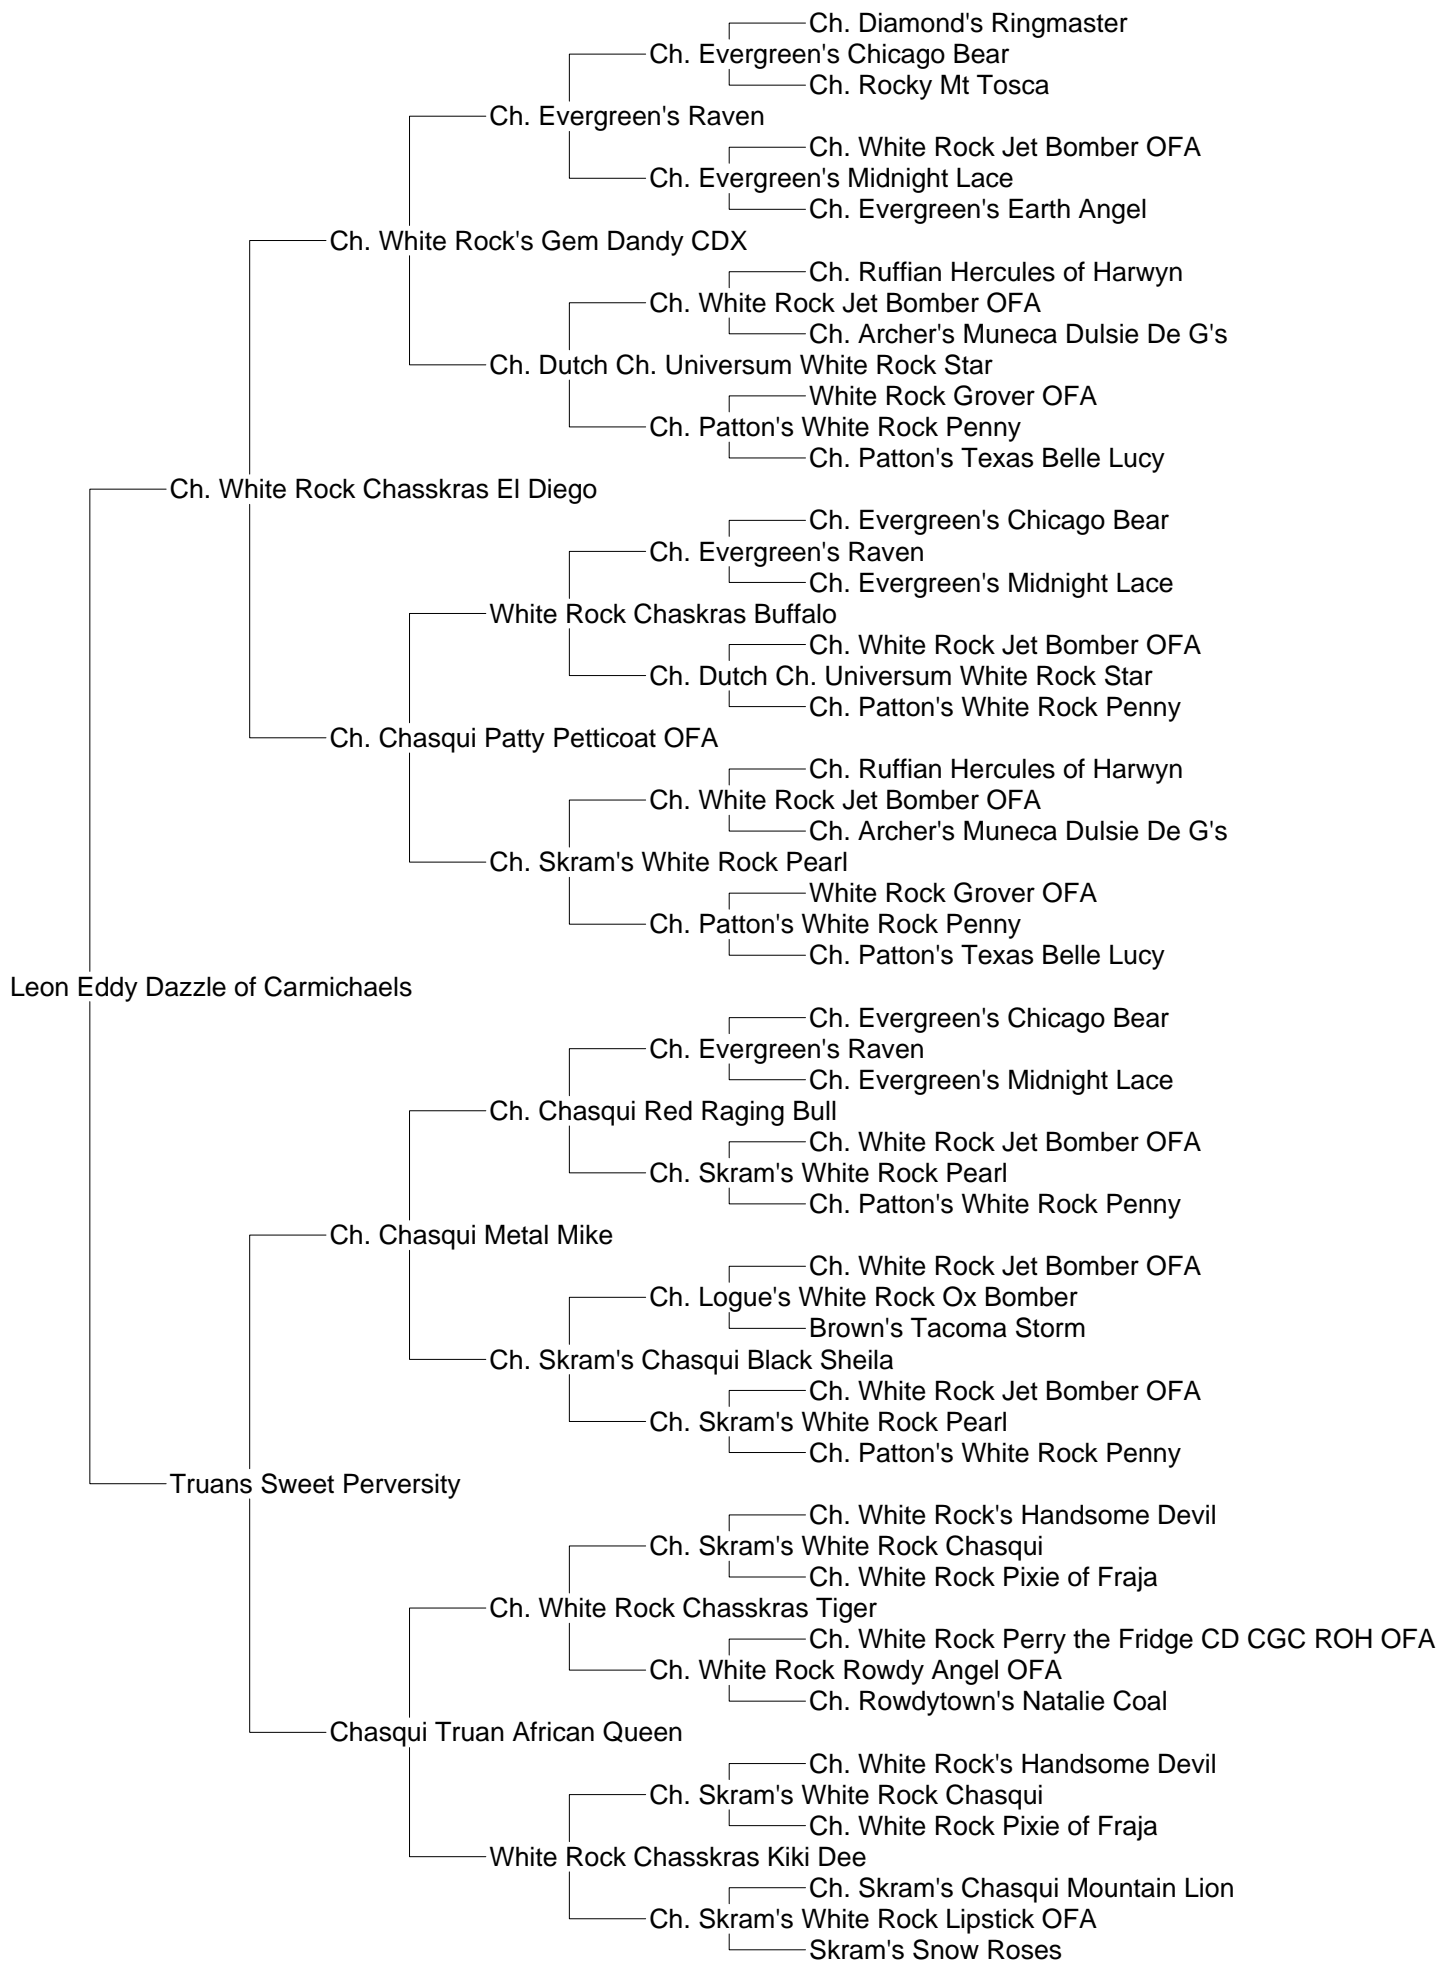 Ch. Diamond's Ringmaster
Ch. Evergreen's Chicago Bear
Ch. Rocky Mt Tosca
Ch. Evergreen's Raven
Ch. White Rock Jet Bomber OFA
Ch. Evergreen's Midnight Lace
Ch. Evergreen's Earth Angel
Ch. White Rock's Gem Dandy CDX
Ch. Ruffian Hercules of Harwyn
Ch. White Rock Jet Bomber OFA
Ch. Archer's Muneca Dulsie De G's
Ch. Dutch Ch. Universum White Rock Star
White Rock Grover OFA
Ch. Patton's White Rock Penny
Ch. Patton's Texas Belle Lucy
Ch. White Rock Chasskras El Diego
Ch. Evergreen's Chicago Bear
Ch. Evergreen's Raven
Ch. Evergreen's Midnight Lace
White Rock Chaskras Buffalo
Ch. White Rock Jet Bomber OFA
Ch. Dutch Ch. Universum White Rock Star
Ch. Patton's White Rock Penny
Ch. Chasqui Patty Petticoat OFA
Ch. Ruffian Hercules of Harwyn
Ch. White Rock Jet Bomber OFA
Ch. Archer's Muneca Dulsie De G's
Ch. Skram's White Rock Pearl
White Rock Grover OFA
Ch. Patton's White Rock Penny
Ch. Patton's Texas Belle Lucy
Leon Eddy Dazzle of Carmichaels
Ch. Evergreen's Chicago Bear
Ch. Evergreen's Raven
Ch. Evergreen's Midnight Lace
Ch. Chasqui Red Raging Bull
Ch. White Rock Jet Bomber OFA
Ch. Skram's White Rock Pearl
Ch. Patton's White Rock Penny
Ch. Chasqui Metal Mike
Ch. White Rock Jet Bomber OFA
Ch. Logue's White Rock Ox Bomber
Brown's Tacoma Storm
Ch. Skram's Chasqui Black Sheila
Ch. White Rock Jet Bomber OFA
Ch. Skram's White Rock Pearl
Ch. Patton's White Rock Penny
Truans Sweet Perversity
Ch. White Rock's Handsome Devil
Ch. Skram's White Rock Chasqui
Ch. White Rock Pixie of Fraja
Ch. White Rock Chasskras Tiger
Ch. White Rock Perry the Fridge CD CGC ROH OFA
Ch. White Rock Rowdy Angel OFA
Ch. Rowdytown's Natalie Coal
Chasqui Truan African Queen
Ch. White Rock's Handsome Devil
Ch. Skram's White Rock Chasqui
Ch. White Rock Pixie of Fraja
White Rock Chasskras Kiki Dee
Ch. Skram's Chasqui Mountain Lion
Ch. Skram's White Rock Lipstick OFA
Skram's Snow Roses